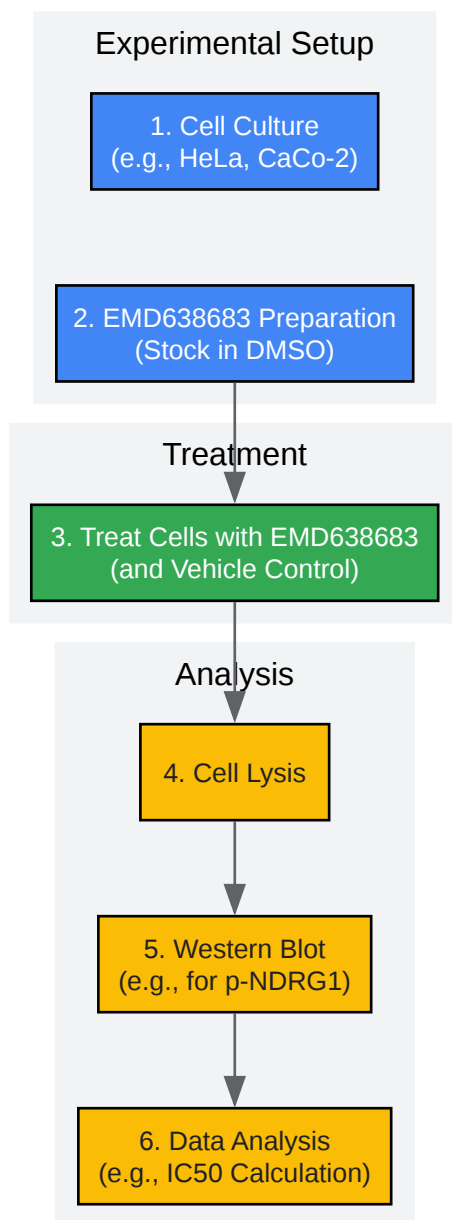 Experimental Setup
1. Cell Culture
(e.g., HeLa, CaCo-2)
2. EMD638683 Preparation
(Stock in DMSO)
Treatment
3. Treat Cells with EMD638683
(and Vehicle Control)
Analysis
4. Cell Lysis
5. Western Blot
(e.g., for p-NDRG1)
6. Data Analysis
(e.g., IC50 Calculation)